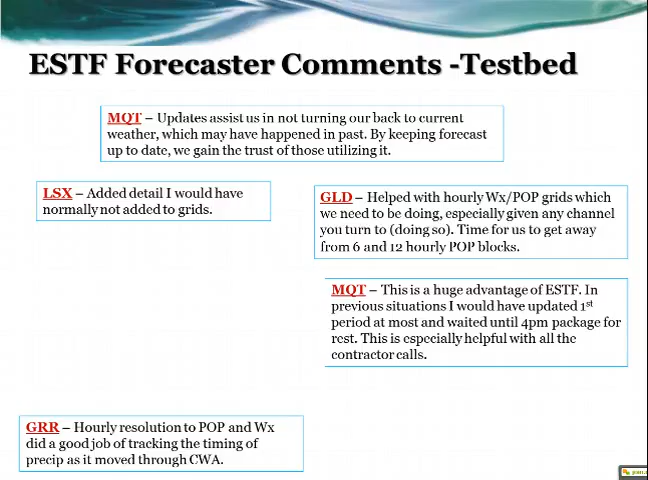 ESTF Forecaster Comments -Testbed
MQT – Updates assist us in not turning our back to current
weather, which may have happened in past. By keeping forecast
up to date, we gain the trust of those utilizing it.
LSX – Added detail I would have
normally not added to grids.
GLD – Helped with hourly Wx/POP grids which
we need to be doing, especially given any channel
you turn to (doing so). Time for us to get away
from 6 and 12 hourly POP blocks.
MQT – This is a huge advantage of ESTF. In
previous situations I would have updated 1st
period at most and waited until 4pm package for
rest. This is especially helpful with all the
contractor calls.
GRR – Hourly resolution to POP and Wx
did a good job of tracking the timing of
precip as it moved through CWA.